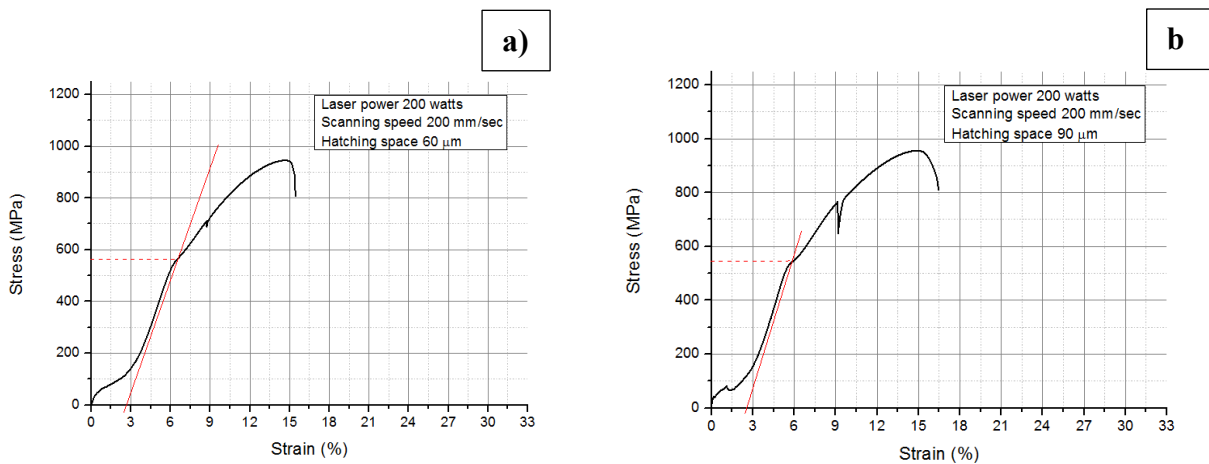 a)
Laser power 200 watts
Scanning speed 200 mm/sec
Hatching space 60 μm
1200
1000
800
600
400
200
0
Stress (MPa)
0 3 6 9 12 15 18 21 24 27 30 33
Strain (%)
b
Laser power 200 watts
Scanning speed 200 mm/sec
Hatching space 90 μm
1200
1000
800
600
400
200
0
Stress (MPa)
0 3 6 9 12 15 18 21 24 27 30 33
Strain (%)